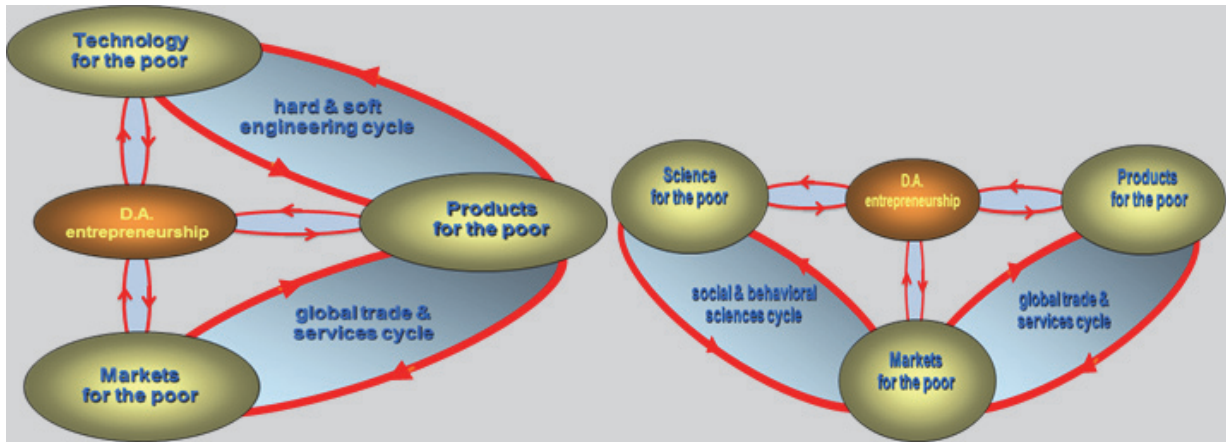 Technology
for the poor
hard & soft
engineering cycle
D.A.
entrepreneurship
Products
for the poor
global trade &
services cycle
Markets
for the poor
Science
for the poor
D.A.
entrepreneurship
Products
for the poor
social & behavioral
sciences cycle
global trade &
services cycle
Markets
for the poor